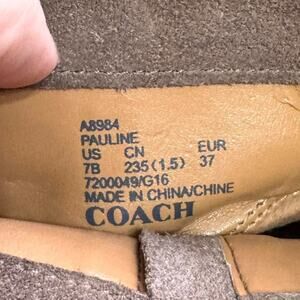 A8984
PAULINE
US CN EUR
7B 235(1.5) 37
7200049/G16
MADE IN CHINA/CHINE
COACH